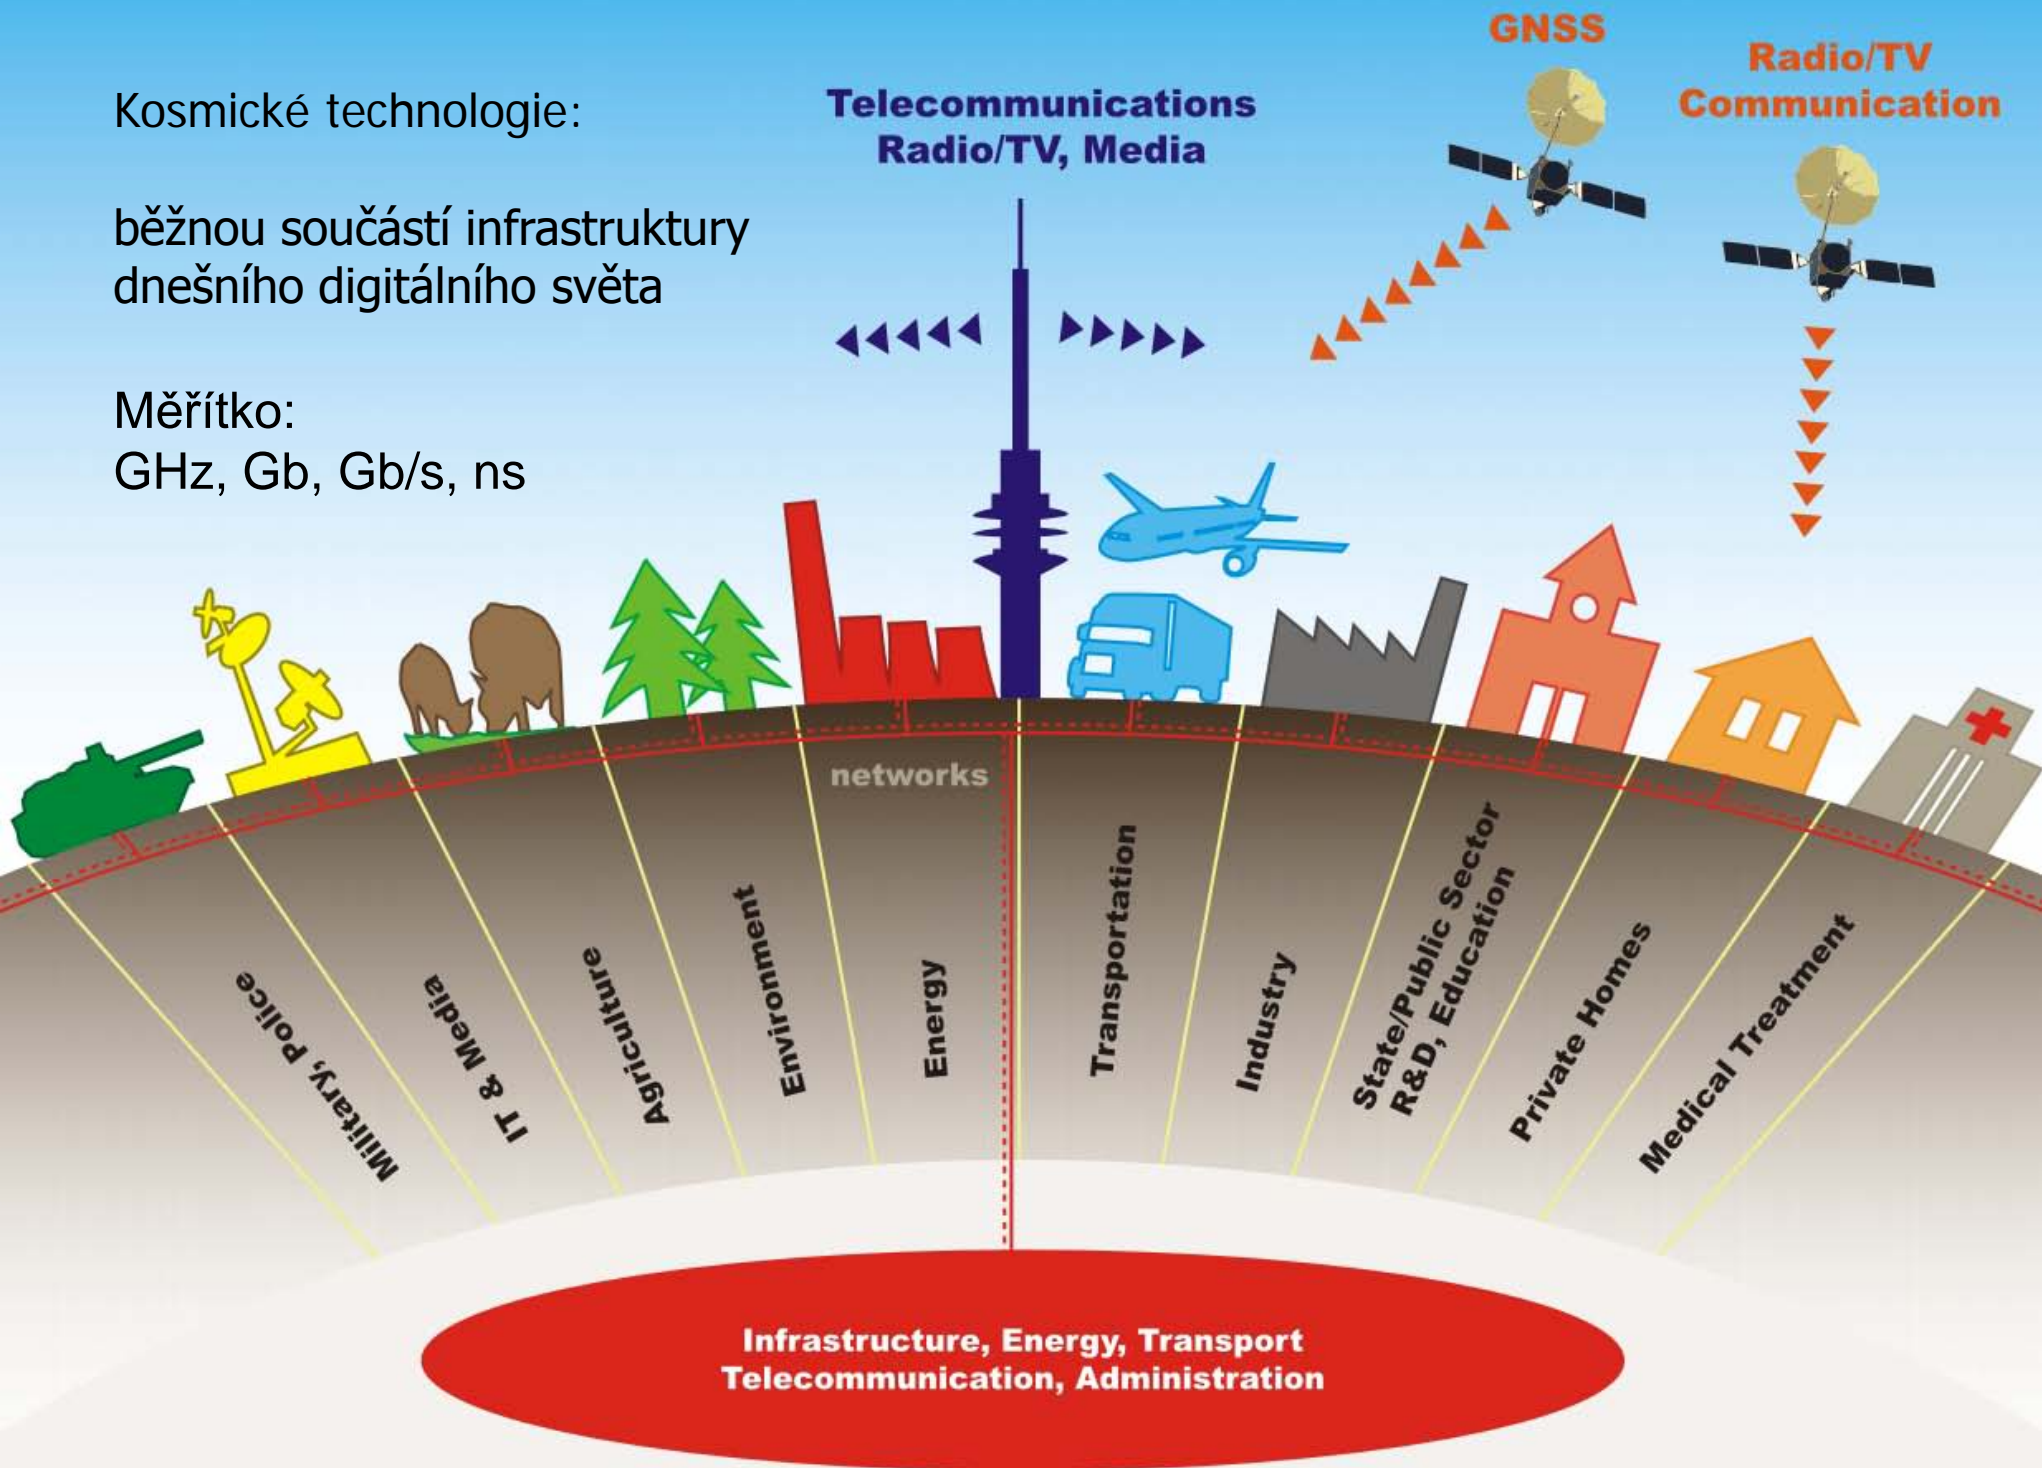 GNSS
Radio/TV
Communication
Kosmické technologie:
Telecommunications
Radio/TV, Media
běžnou součástí infrastruktury
dnešního digitálního světa
Měřítko:
GHz, Gb, Gb/s, ns
networks
Military, Police
IT & Media
Agriculture
Environment
Energy
Transportation
Industry
State/Public Sector
R&D, Education
Private Homes
Medical Treatment
Infrastructure, Energy, Transport
Telecommunication, Administration